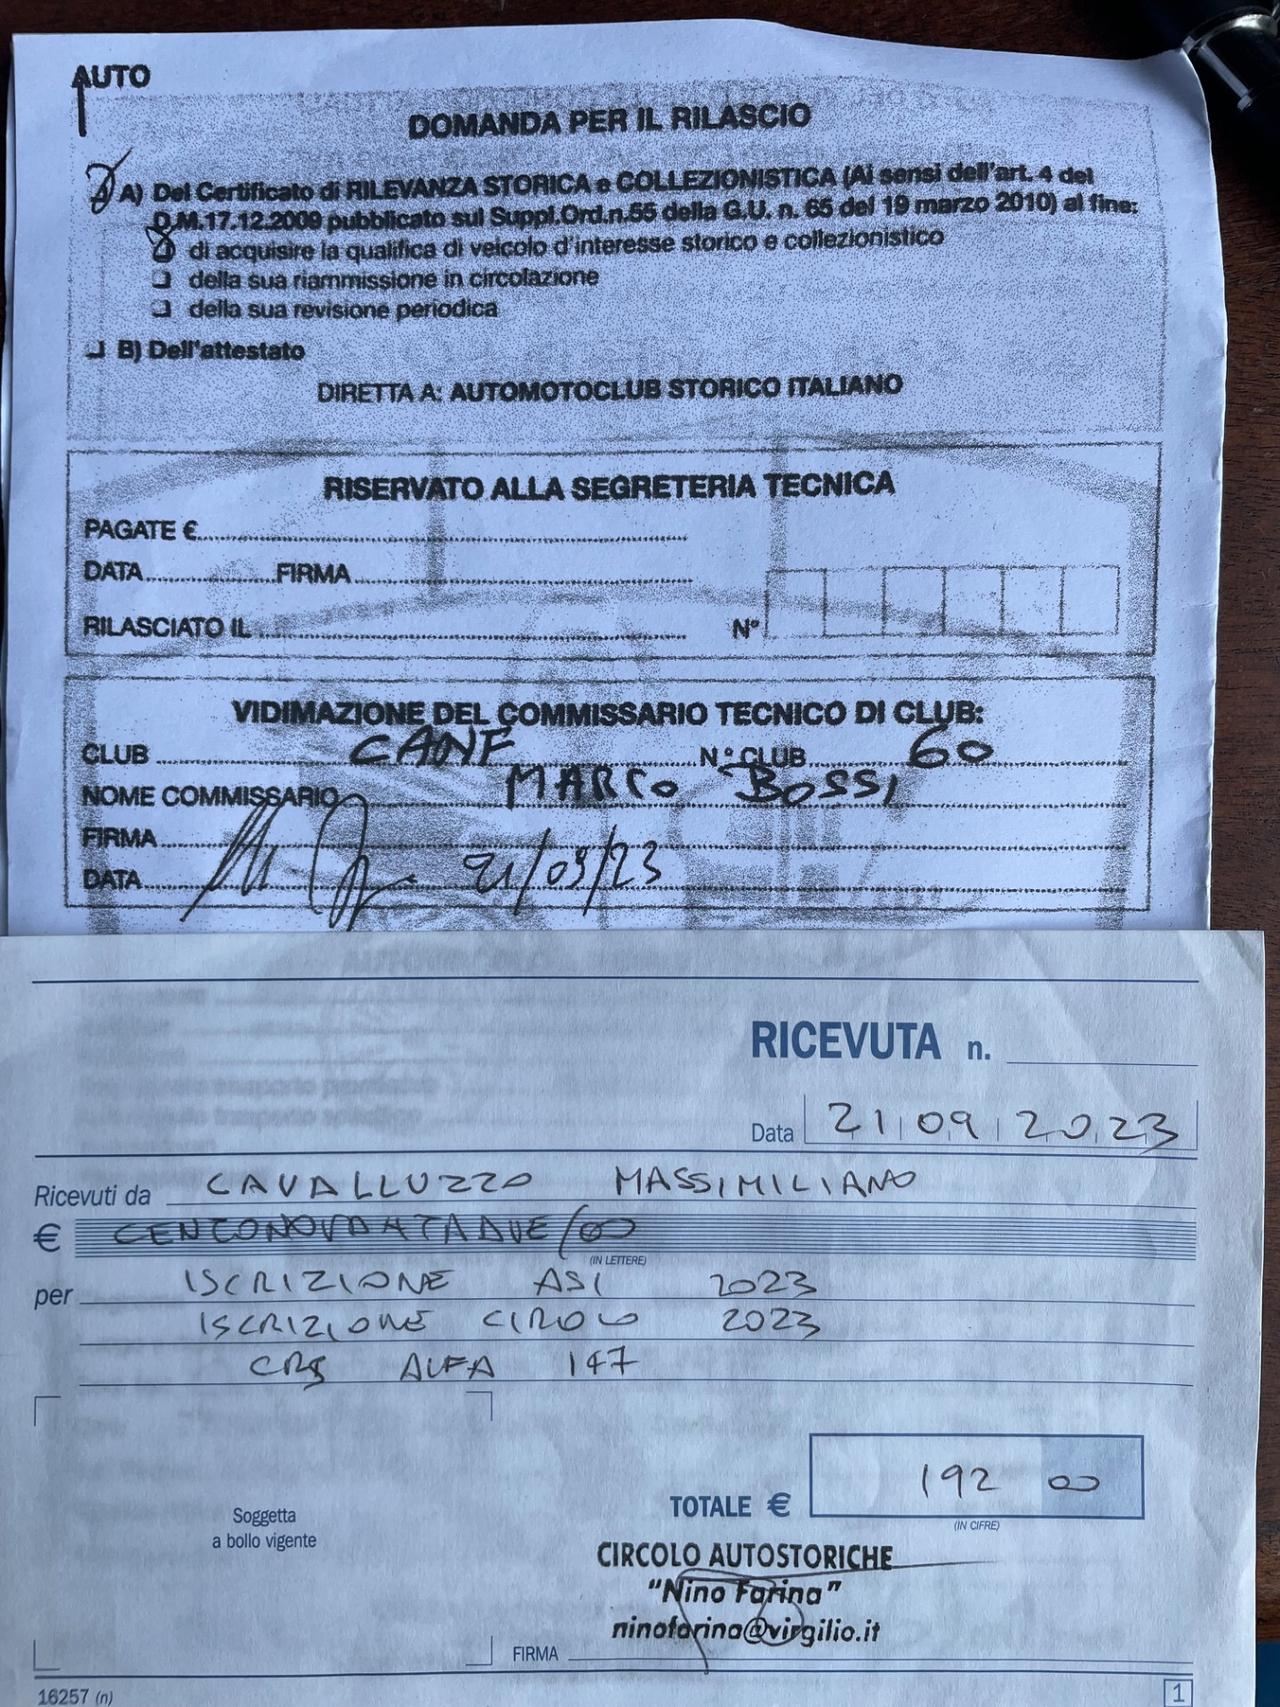 AUTO
DOMANDA PER IL RILASCIO
A) Del Certificato di RILEVANZA STORICA e COLLEZIONISTICA (Ai sensi dell'art. 4 del
D.M.17.12.2009 pubblicato sul Suppl.Ord.n.55 della G.U. n. 65 del 19 marzo 2010) al fine:
di acquisire la qualifica di veicolo d'interesse storico e collezionistico
della sua riammissione in circolazione
della sua revisione periodica
B) Dell'attestato
DIRETTA A: AUTOMOTOCLUB STORICO ITALIANO
RISERVATO ALLA SEGRETERIA TECNICA
PAGATE €
DATA FIRMA
RILASCIATO IL N°
VIDIMAZIONE DEL COMMISSARIO TECNICO DI CLUB:
CLUB CANF N° CLUB 60
NOME COMMISSARIO MARCO BOSSI
FIRMA
DATA 21/09/23
RICEVUTA n.
Data 21 09 2023
Ricevuti da CAVALLUZZO MASSIMILIANO
€ CENTONOVANTADUE/00
(IN LETTERE)
per ISCRIZIONE ASI 2023
ISCRIZIONE CIRCOLO 2023
CRS ALFA 147
Soggetta
a bollo vigente
TOTALE € 192 00
(IN CIFRE)
CIRCOLO AUTOSTORICHE
"Nino Farina"
ninofarina@virgilio.it
FIRMA
16257 (n) 1